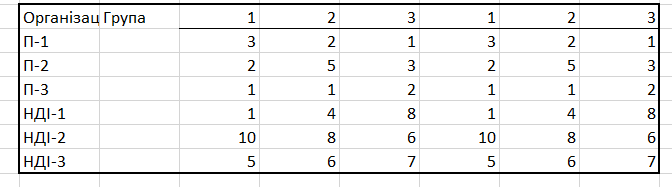 Організац Група 1 2 3 1 2 3
П-1 3 2 1 3 2 1
П-2 2 5 3 2 5 3
П-3 1 1 2 1 1 2
НДІ-1 1 4 8 1 4 8
НДІ-2 10 8 6 10 8 6
НДІ-3 5 6 7 5 6 7